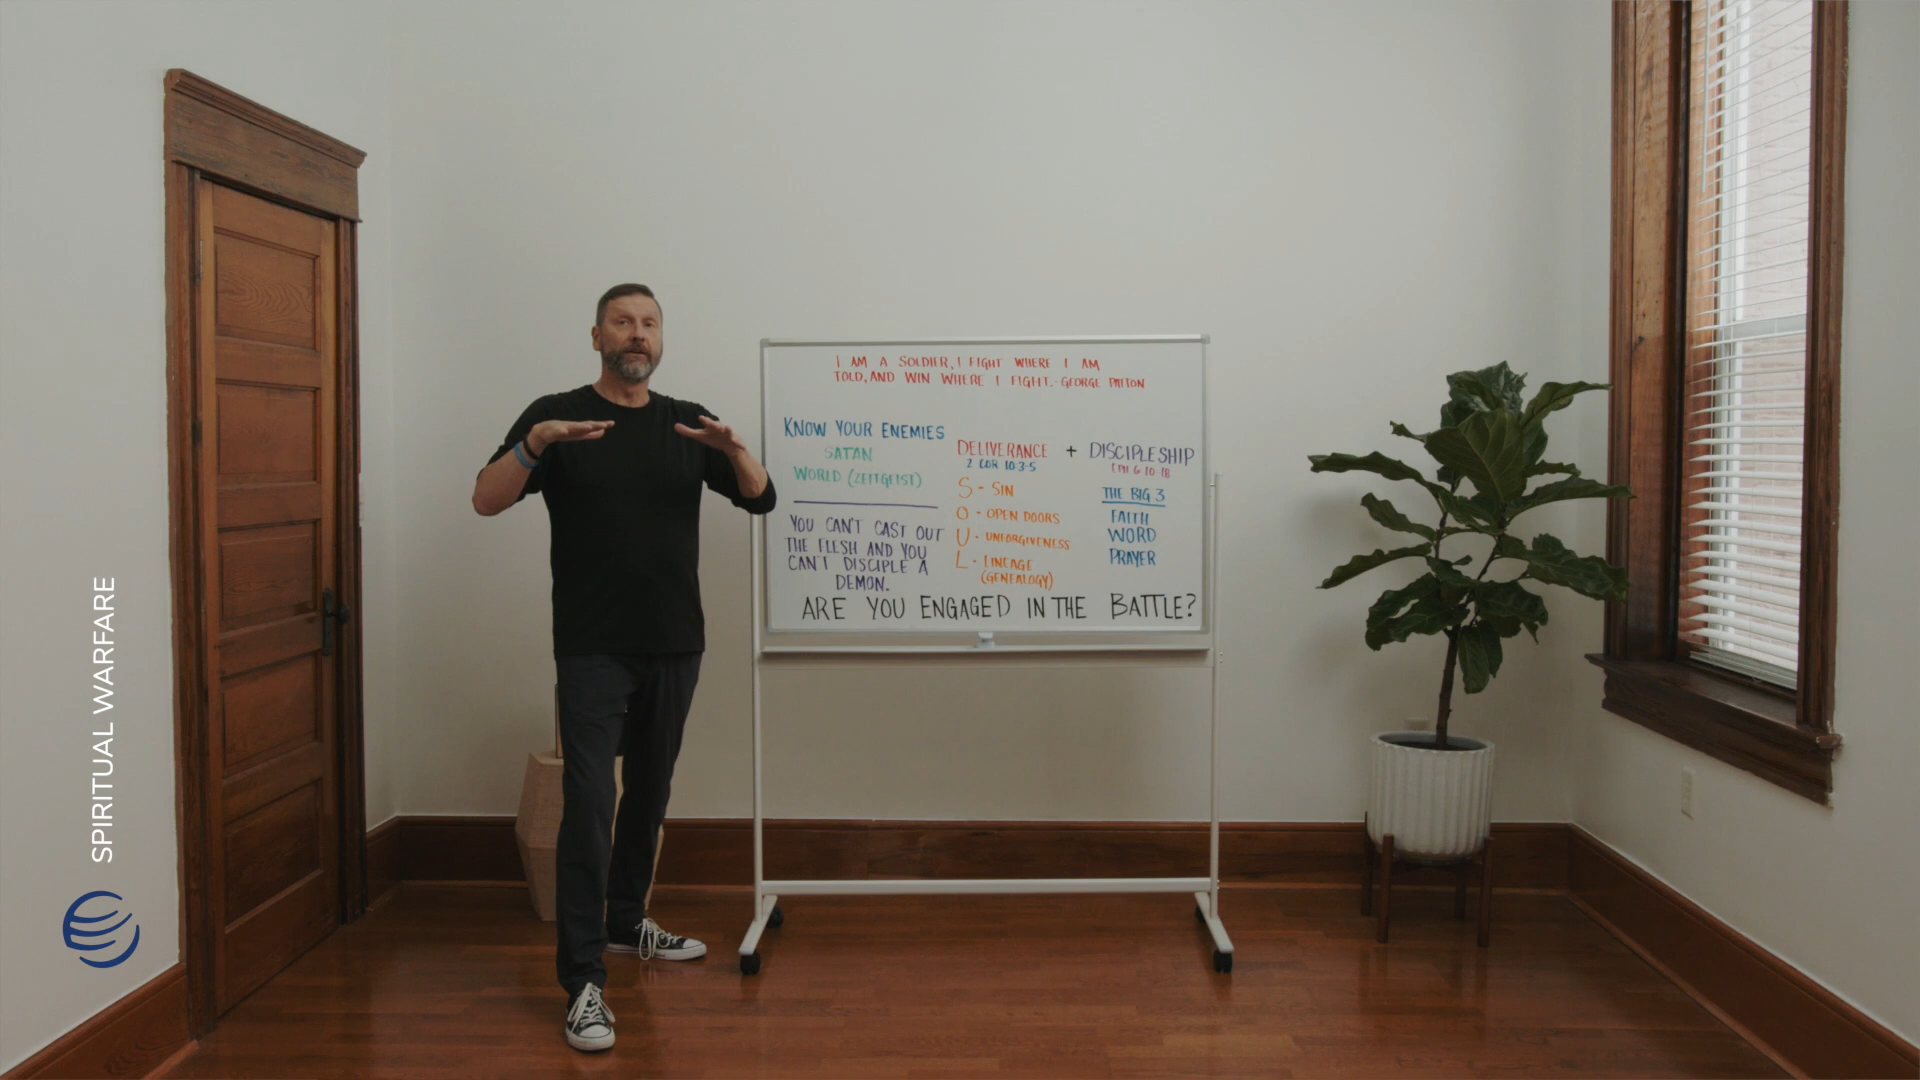 I AM A SOLDIER, I FIGHT WHERE I AM
TOLD, AND WIN WHERE I FIGHT. - GEORGE PATTON
KNOW YOUR ENEMIES
SATAN
WORLD (ZEITGEIST)
YOU CAN'T CAST OUT
THE FLESH AND YOU
CAN'T DISCIPLE A
DEMON.
DELIVERANCE + DISCIPLESHIP
2 COR 10:3-5
S - SIN
O - OPEN DOORS
U - UNFORGIVENESS
L - LINEAGE
(GENEALOGY)
EPH 6:10-18
THE BIG 3
FAITH
WORD
PRAYER
ARE YOU ENGAGED IN THE BATTLE?
SPIRITUAL WARFARE